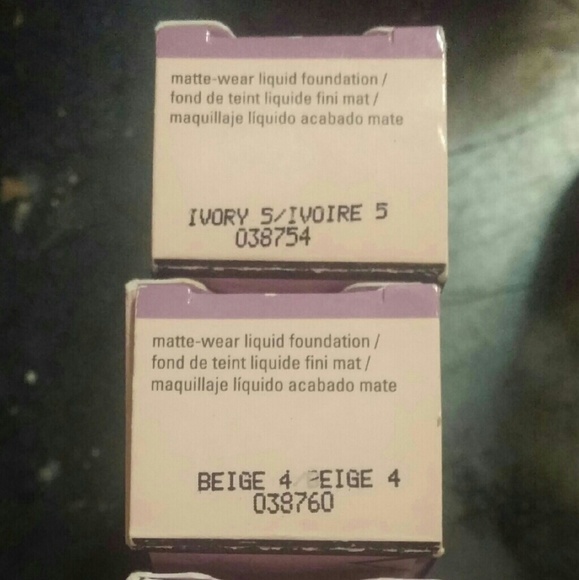 matte-wear liquid foundation /
fond de teint liquide fini mat /
maquillaje líquido acabado mate
IVORY 5/IVOIRE 5
038754
matte-wear liquid foundation /
fond de teint liquide fini mat /
maquillaje líquido acabado mate
BEIGE 4 BEIGE 4
038760